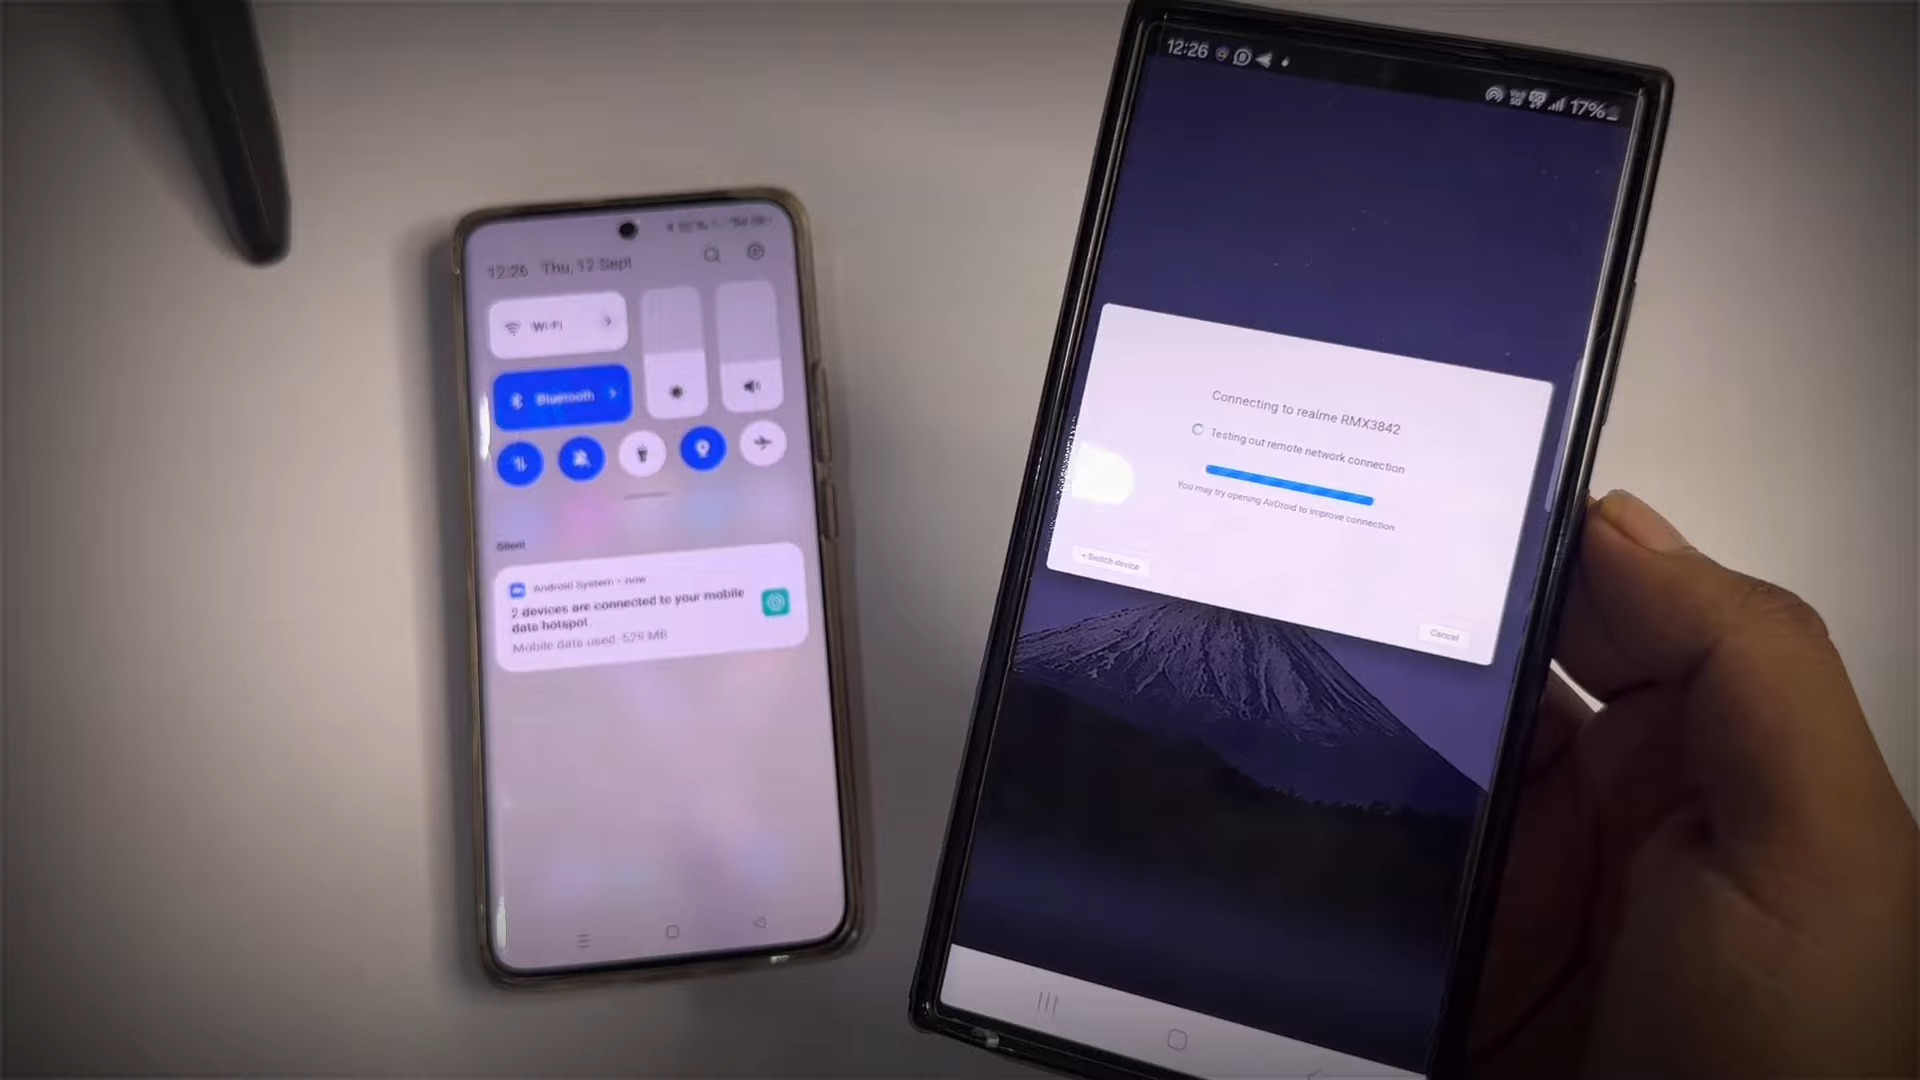 12:26 Thu, 12 Sept
Wi-Fi
Bluetooth
Silent
Android System • now
2 devices are connected to your mobile
data hotspot
Mobile data used: 529 MB
12:26
17%
Connecting to realme RMX3842
Testing out remote network connection
You may try opening AirDroid to improve connection
< Switch device
Cancel